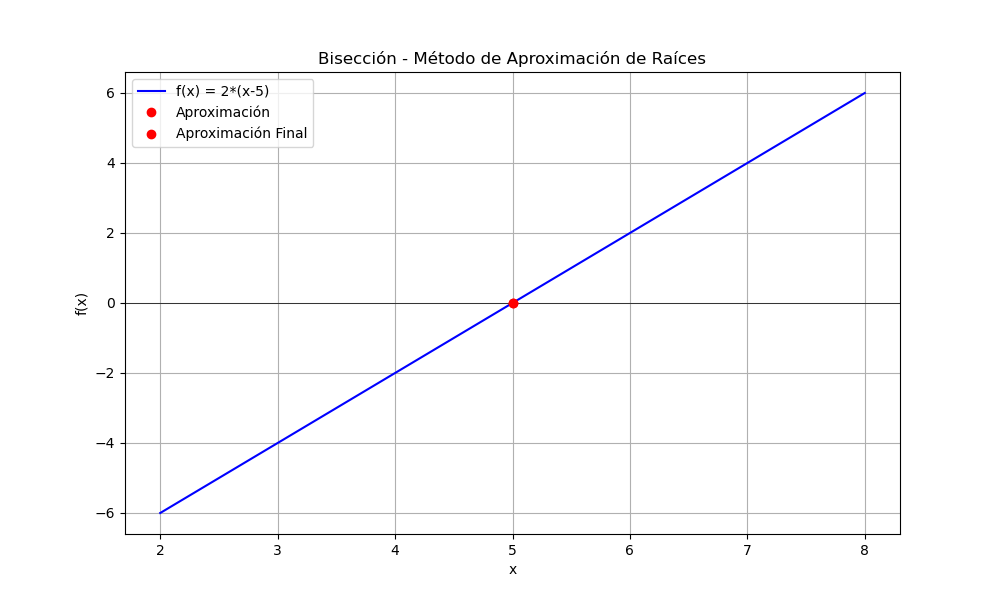 Bisección - Método de Aproximación de Raíces
f(x) = 2*(x-5)
Aproximación
Aproximación Final
6
4
2
0
−2
−4
−6
f(x)
2 3 4 5 6 7 8
x